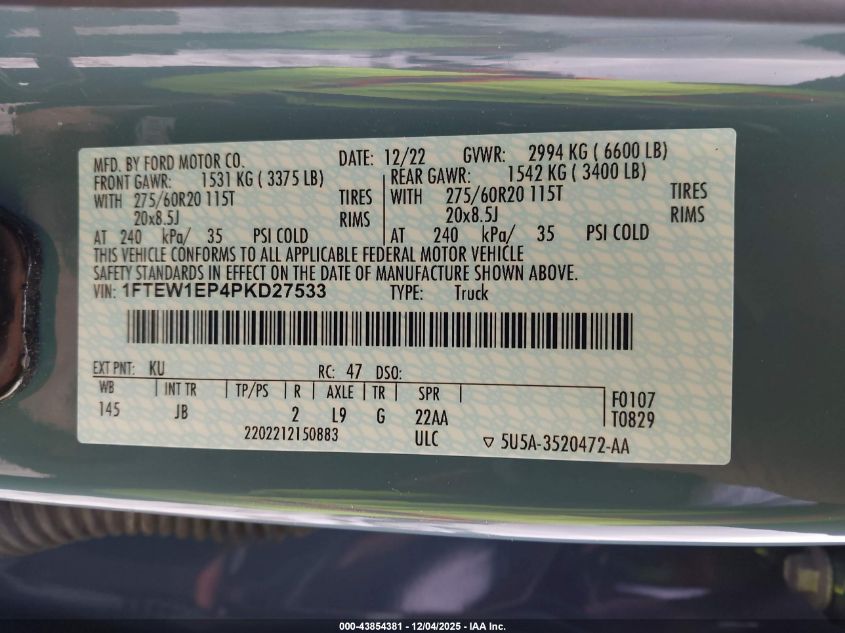 MFD. BY FORD MOTOR CO. DATE: 12/22 GVWR: 2994 KG ( 6600 LB)
FRONT GAWR: 1531 KG ( 3375 LB) REAR GAWR: 1542 KG ( 3400 LB)
WITH 275/60R20 115T TIRES WITH 275/60R20 115T TIRES
20x8.5J RIMS 20x8.5J RIMS
AT 240 kPa/ 35 PSI COLD AT 240 kPa/ 35 PSI COLD
THIS VEHICLE CONFORMS TO ALL APPLICABLE FEDERAL MOTOR VEHICLE
SAFETY STANDARDS IN EFFECT ON THE DATE OF MANUFACTURE SHOWN ABOVE.
VIN: 1FTEW1EP4PKD27533 TYPE: Truck
EXT PNT: KU RC: 47 DSO:
WB INT TR TP/PS R AXLE TR SPR F0107
145 JB 2 L9 G 22AA T0829
2202212150883 ULC ▽ 5U5A-3520472-AA
000-43854381 - 12/04/2025 - IAA Inc.